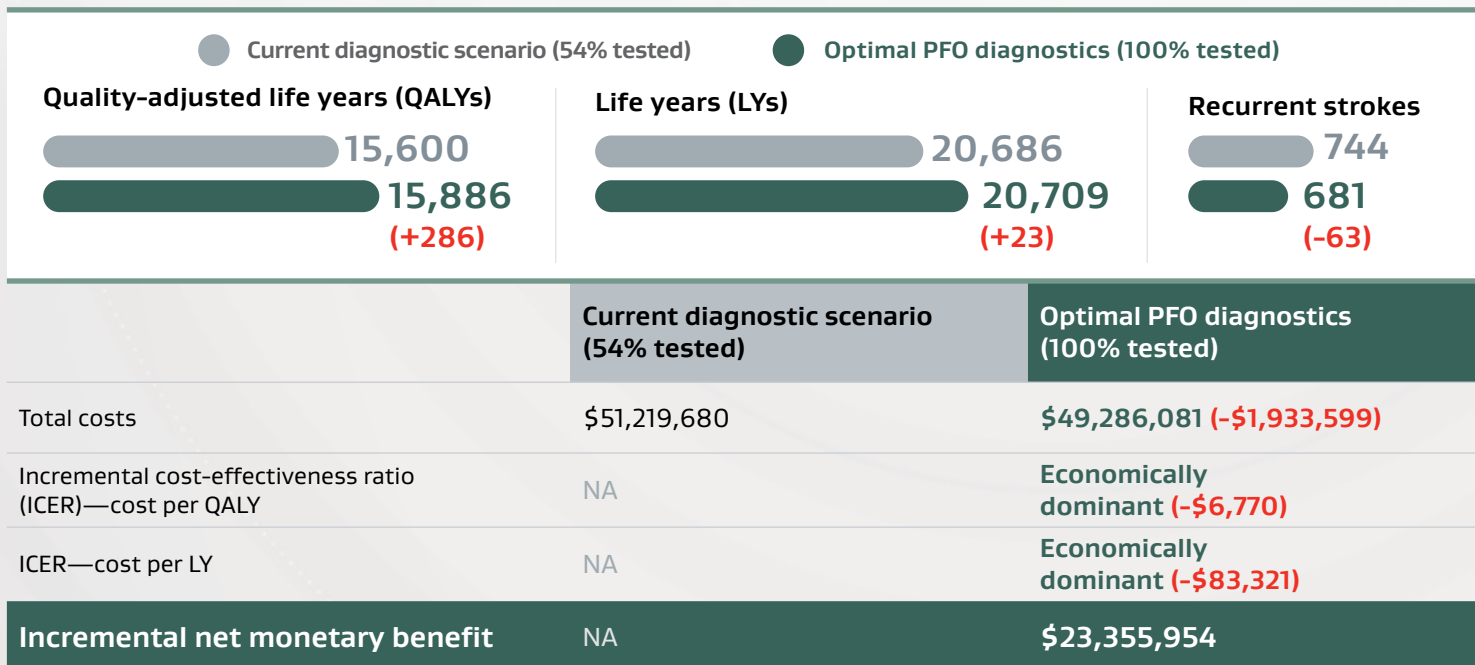 Current diagnostic scenario (54% tested)
Optimal PFO diagnostics (100% tested)
Quality-adjusted life years (QALYs)
15,600
15,886
(+286)
Life years (LYs)
20,686
20,709
(+23)
Recurrent strokes
744
681
(-63)
Current diagnostic scenario
(54% tested)
Optimal PFO diagnostics
(100% tested)
Total costs
$51,219,680
$49,286,081 (-$1,933,599)
Incremental cost-effectiveness ratio
(ICER)—cost per QALY
NA
Economically
dominant (-$6,770)
ICER—cost per LY
NA
Economically
dominant (-$83,321)
Incremental net monetary benefit
NA
$23,355,954